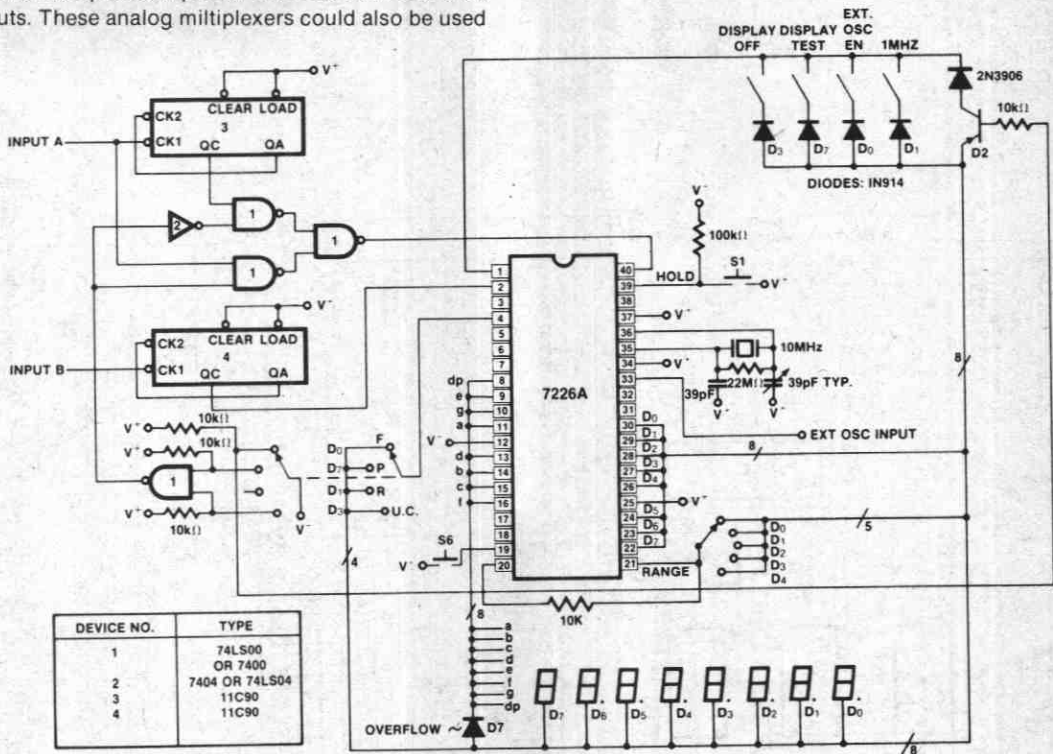 uts. These analog miltiplexers could also be used
DISPLAY OFF
DISPLAY TEST
EXT. OSC EN
1MHZ
2N3906
10kΩ
D2
D3
D7
D0
D1
DIODES: IN914
V+
CLEAR LOAD
CK2
3
CK1
QC
QA
INPUT A
2
1
1
1
V-
100kΩ
HOLD
S1
V-
V-
CLEAR LOAD
CK2
4
CK1
QC
QA
INPUT B
10kΩ
V+
10kΩ
V+
1
V+
10kΩ
V-
D0
F
D7
P
D1
R
D3
U.C.
4
1
2
3
4
5
6
7
8
9
10
11
12
13
14
15
16
17
18
19
20
7226A
40
39
38
37
36
35
34
33
32
31
30
29
28
27
26
25
24
23
22
21
dp
e
g
a
V-
d
b
c
f
S6
V-
V+
10MHz
V+
22MΩ
39pF
39pF TYP.
EXT OSC INPUT
8
D0
D1
D2
D3
D4
8
D5
D6
D7
RANGE
D0
D1
D2
D3
D4
5
10K
8
a
b
c
d
e
f
g
dp
OVERFLOW ~
D7
D7
D6
D5
D4
D3
D2
D1
D0
8
DEVICE NO. TYPE
1 74LS00
OR 7400
2 7404 OR 74LS04
3 11C90
4 11C90